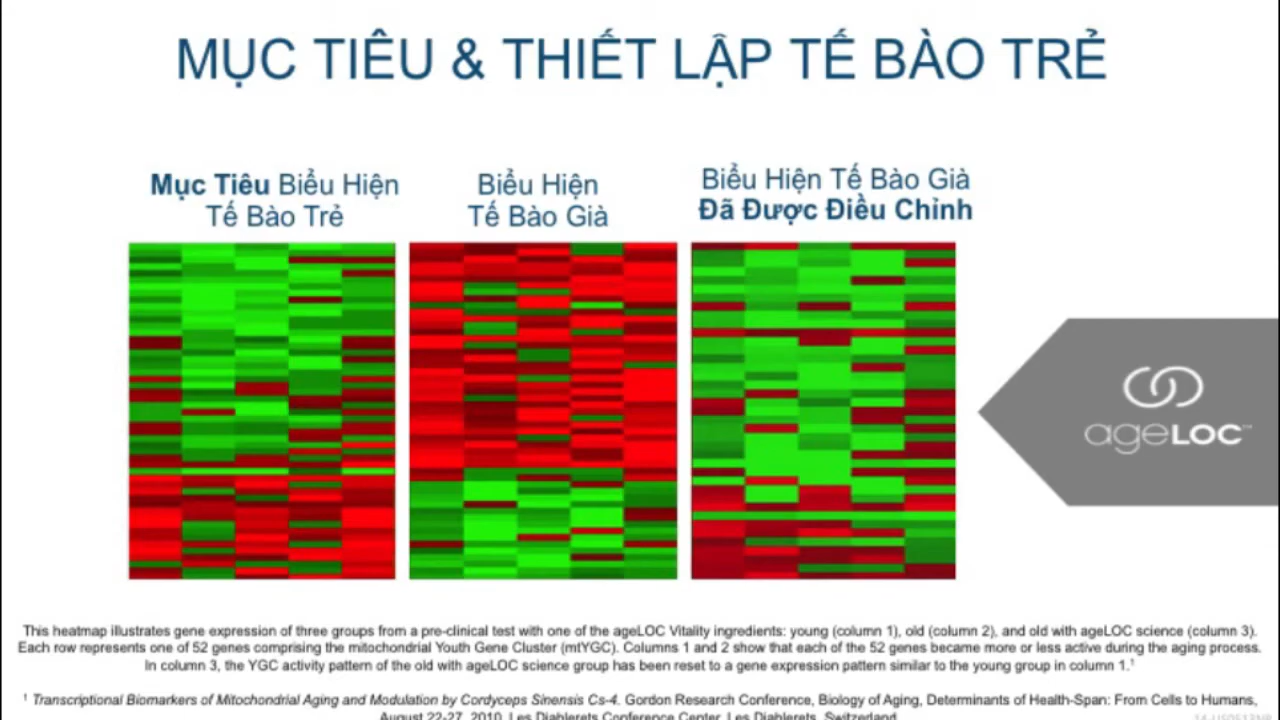 MỤC TIÊU & THIẾT LẬP TẾ BÀO TRẺ
Mục Tiêu Biểu Hiện
Tế Bào Trẻ
Biểu Hiện
Tế Bào Già
Biểu Hiện Tế Bào Già
Đã Được Điều Chỉnh
ageLOC™
This heatmap illustrates gene expression of three groups from a pre-clinical test with one of the ageLOC Vitality ingredients: young (column 1), old (column 2), and old with ageLOC science (column 3).
Each row represents one of 52 genes comprising the mitochondrial Youth Gene Cluster (mtYGC). Columns 1 and 2 show that each of the 52 genes became more or less active during the aging process.
In column 3, the YGC activity pattern of the old with ageLOC science group has been reset to a gene expression pattern similar to the young group in column 1.¹
¹ Transcriptional Biomarkers of Mitochondrial Aging and Modulation by Cordyceps Sinensis Cs-4. Gordon Research Conference, Biology of Aging, Determinants of Health-Span: From Cells to Humans,
August 22-27, 2010, Les Diablerets Conference Center, Les Diablerets, Switzerland